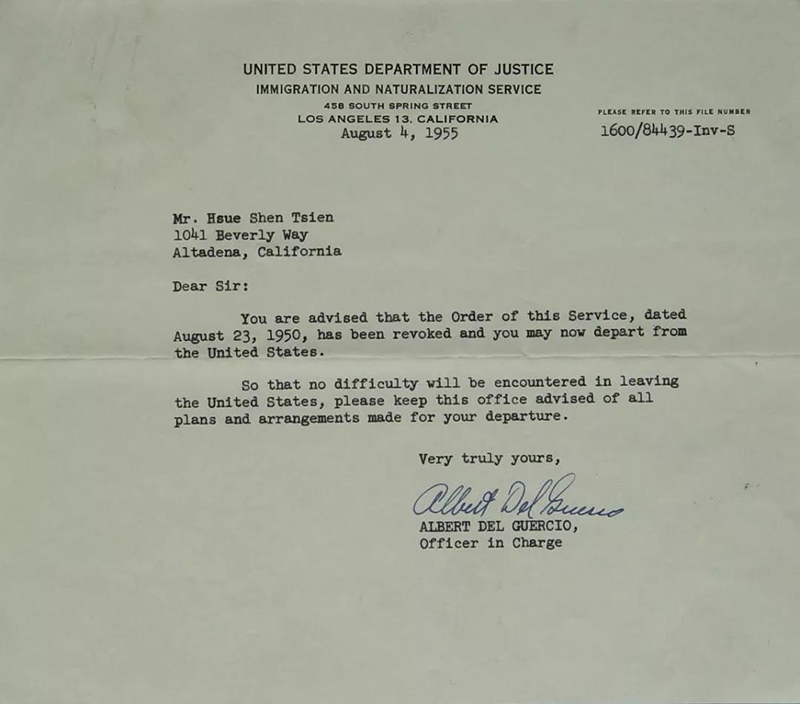 UNITED STATES DEPARTMENT OF JUSTICE
IMMIGRATION AND NATURALIZATION SERVICE
458 SOUTH SPRING STREET
LOS ANGELES 13. CALIFORNIA
August 4, 1955
PLEASE REFER TO THIS FILE NUMBER
1600/84439-Inv-S
Mr. Hsue Shen Tsien
1041 Beverly Way
Altadena, California
Dear Sir:
You are advised that the Order of this Service, dated
August 23, 1950, has been revoked and you may now depart from
the United States.
So that no difficulty will be encountered in leaving
the United States, please keep this office advised of all
plans and arrangements made for your departure.
Very truly yours,
Albert Del Guercio
ALBERT DEL GUERCIO,
Officer in Charge